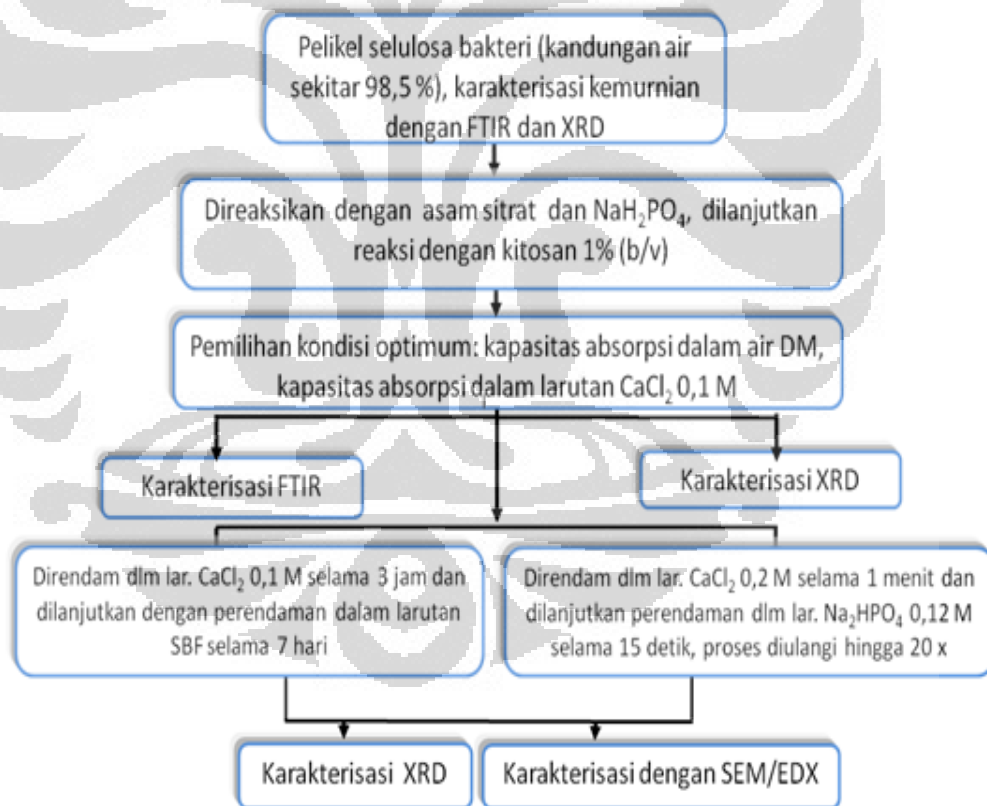 Pelikel selulosa bakteri (kandungan air
sekitar 98,5 %), karakterisasi kemurnian
dengan FTIR dan XRD
Direaksikan dengan asam sitrat dan NaH₂PO₄, dilanjutkan
reaksi dengan kitosan 1% (b/v)
Pemilihan kondisi optimum: kapasitas absorpsi dalam air DM,
kapasitas absorpsi dalam larutan CaCl₂ 0,1 M
Karakterisasi FTIR
Karakterisasi XRD
Direndam dlm lar. CaCl₂ 0,1 M selama 3 jam dan
dilanjutkan dengan perendaman dalam larutan
SBF selama 7 hari
Direndam dlm lar. CaCl₂ 0,2 M selama 1 menit dan
dilanjutkan perendaman dlm lar. Na₂HPO₄ 0,12 M
selama 15 detik, proses diulangi hingga 20 x
Karakterisasi XRD
Karakterisasi dengan SEM/EDX